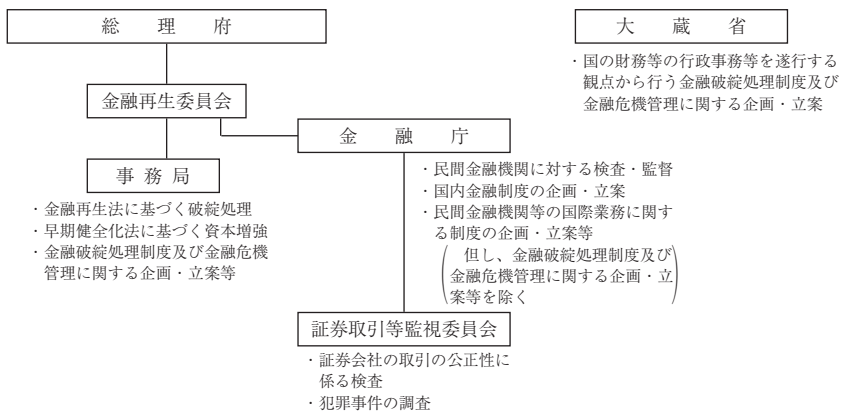 総理府
大蔵省
・国の財務等の行政事務等を遂行する
観点から行う金融破綻処理制度及び
金融危機管理に関する企画・立案
金融再生委員会
金融庁
事務局
・金融再生法に基づく破綻処理
・早期健全化法に基づく資本増強
・金融破綻処理制度及び金融危機
管理に関する企画・立案等
・民間金融機関に対する検査・監督
・国内金融制度の企画・立案
・民間金融機関等の国際業務に関す
る制度の企画・立案等
(但し、金融破綻処理制度及び
金融危機管理に関する企画・立
案等を除く)
証券取引等監視委員会
・証券会社の取引の公正性に
係る検査
・犯罪事件の調査